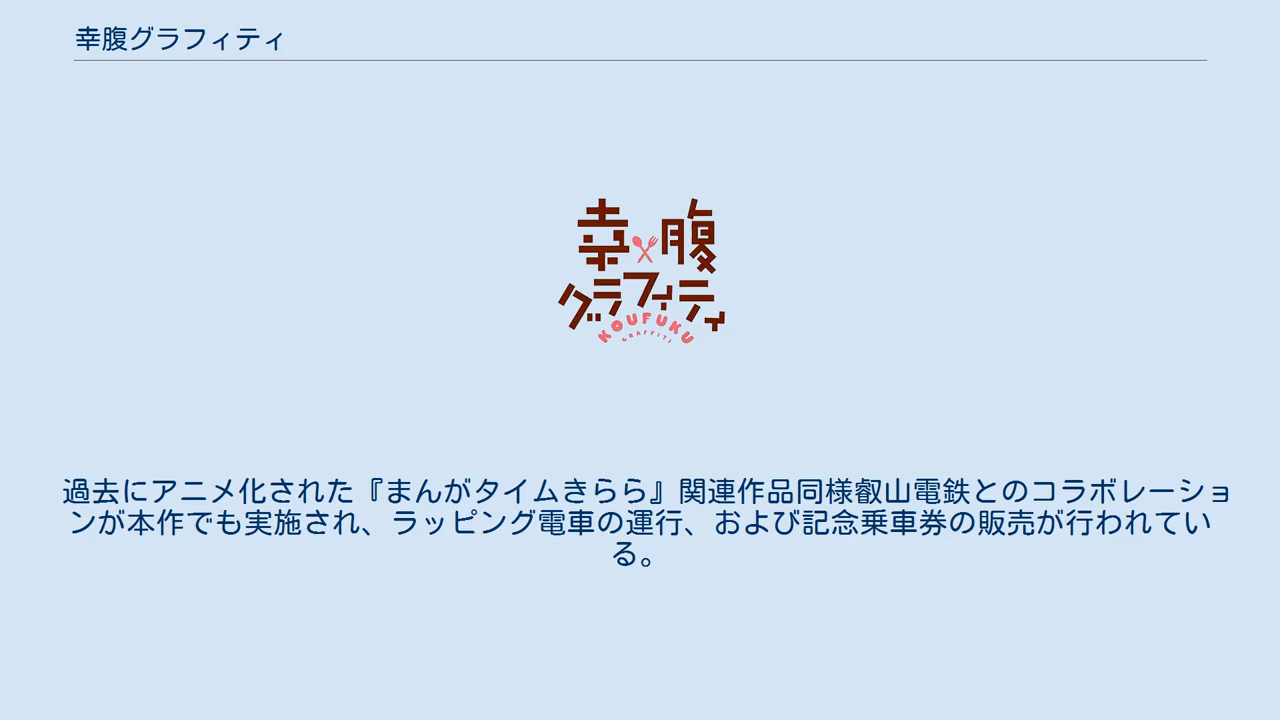 幸腹グラフィティ
幸腹
グラフィティ
KOUFUKU
GRAFFITI
過去にアニメ化された『まんがタイムきらら』関連作品同様叡山電鉄とのコラボレーショ
ンが本作でも実施され、ラッピング電車の運行、および記念乗車券の販売が行われてい
る。